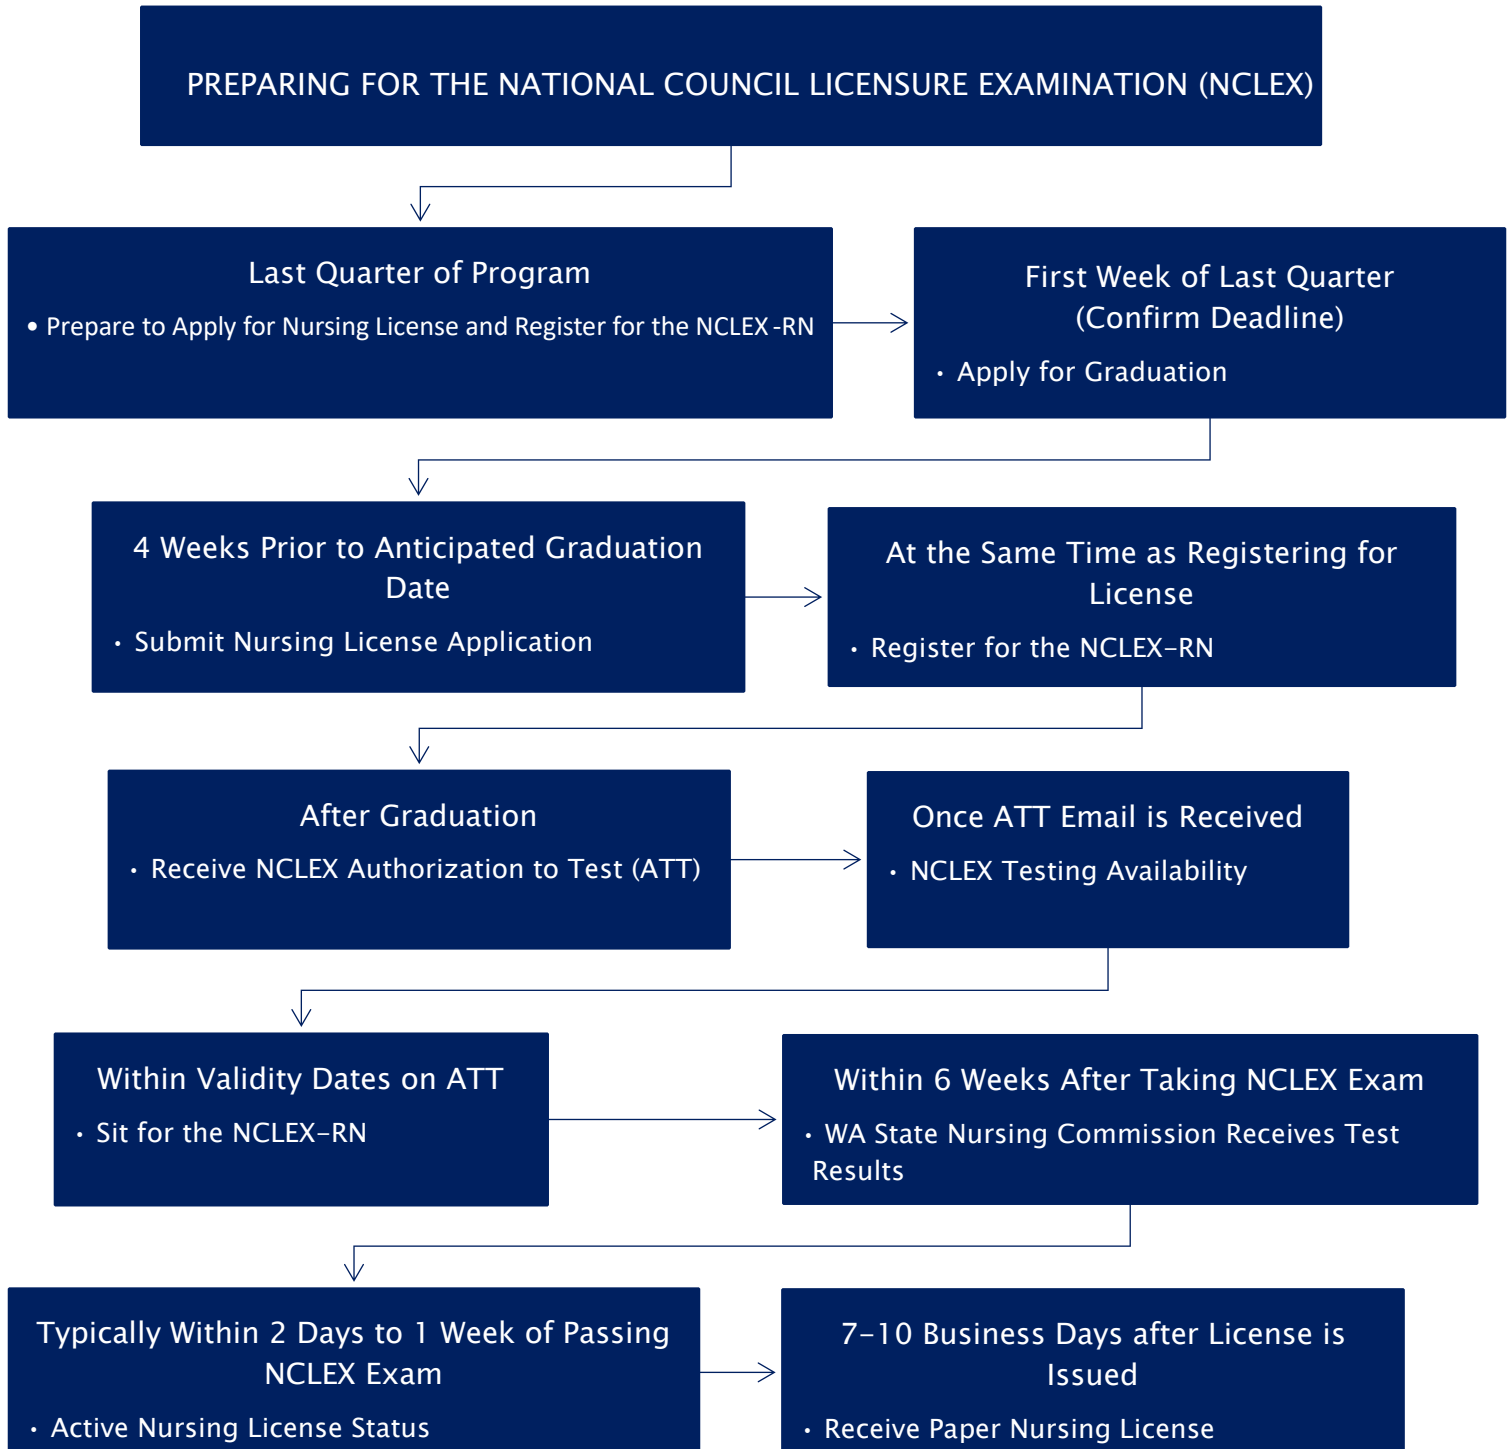 PREPARING FOR THE NATIONAL COUNCIL LICENSURE EXAMINATION (NCLEX)
Last Quarter of Program
• Prepare to Apply for Nursing License and Register for the NCLEX-RN
First Week of Last Quarter
(Confirm Deadline)
• Apply for Graduation
4 Weeks Prior to Anticipated Graduation
Date
• Submit Nursing License Application
At the Same Time as Registering for
License
• Register for the NCLEX-RN
After Graduation
• Receive NCLEX Authorization to Test (ATT)
Once ATT Email is Received
• NCLEX Testing Availability
Within Validity Dates on ATT
• Sit for the NCLEX-RN
Within 6 Weeks After Taking NCLEX Exam
• WA State Nursing Commission Receives Test
Results
Typically Within 2 Days to 1 Week of Passing
NCLEX Exam
• Active Nursing License Status
7-10 Business Days after License is
Issued
• Receive Paper Nursing License